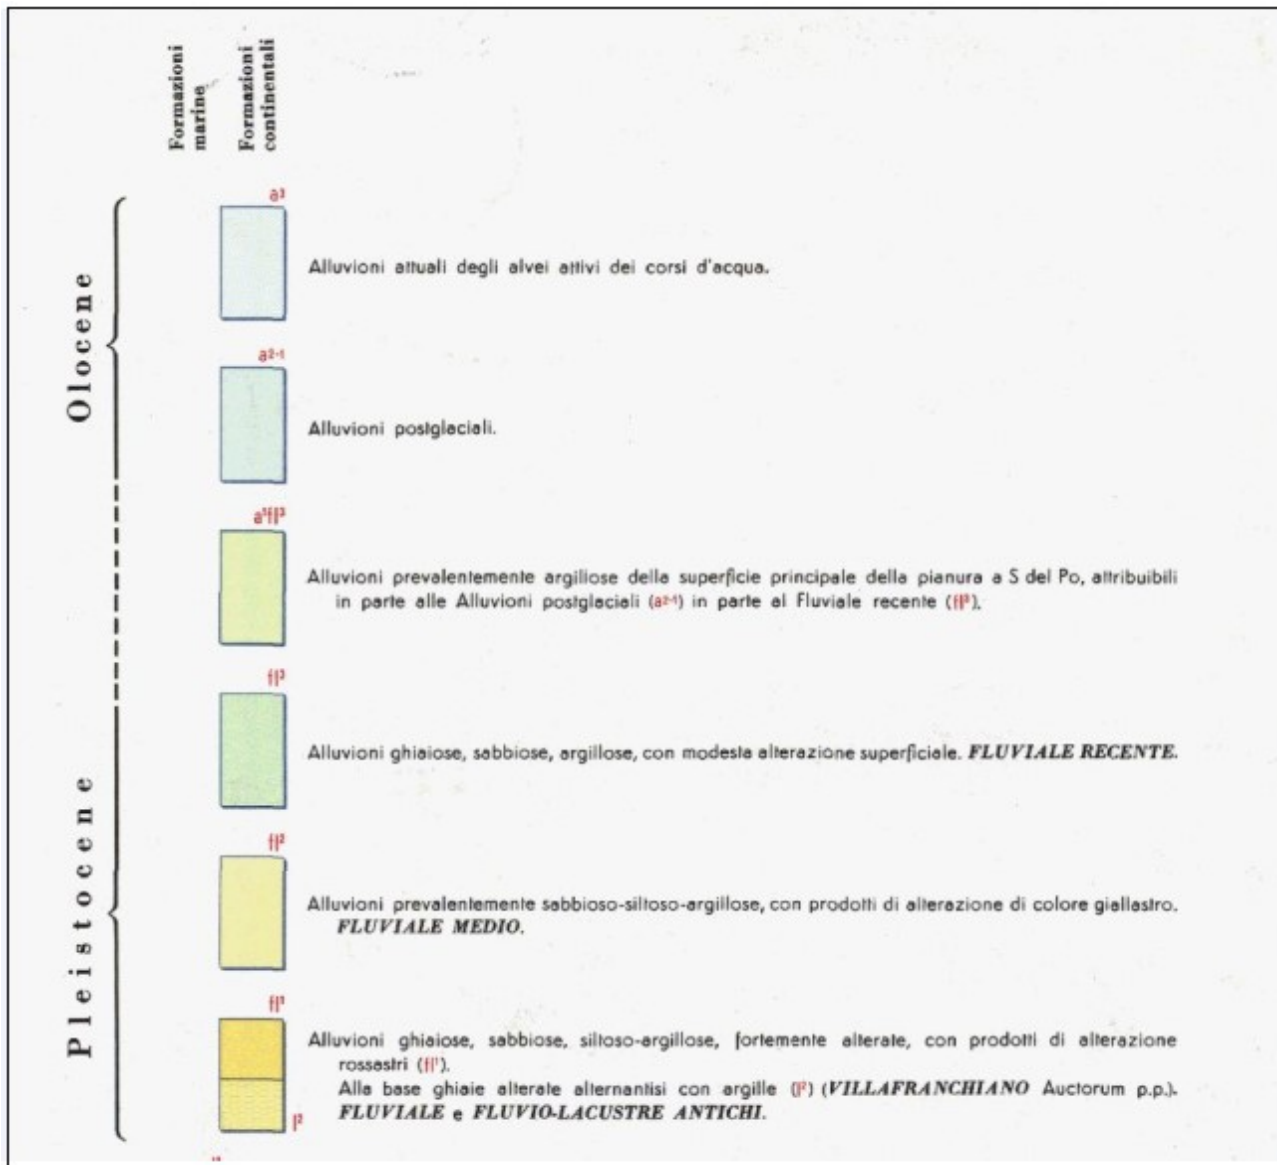 Formazioni
marine
Formazioni
continentali
Olocene
Pleistocene
a³
Alluvioni attuali degli alvei attivi dei corsi d'acqua.
a²⁻¹
Alluvioni postglaciali.
a¹fl³
Alluvioni prevalentemente argillose della superficie principale della pianura a S del Po, attribuibili
in parte alle Alluvioni postglaciali (a²⁻¹) in parte al Fluviale recente (fl³).
fl³
Alluvioni ghiaiose, sabbiose, argillose, con modesta alterazione superficiale. FLUVIALE RECENTE.
fl²
Alluvioni prevalentemente sabbioso-siltoso-argillose, con prodotti di alterazione di colore giallastro.
FLUVIALE MEDIO.
fl¹
Alluvioni ghiaiose, sabbiose, siltoso-argillose, fortemente alterate, con prodotti di alterazione
rossastri (fl¹).
Alla base ghiaie alterate alternantisi con argille (l²) (VILLAFRANCHIANO Auctorum p.p.).
FLUVIALE e FLUVIO-LACUSTRE ANTICHI.
l²